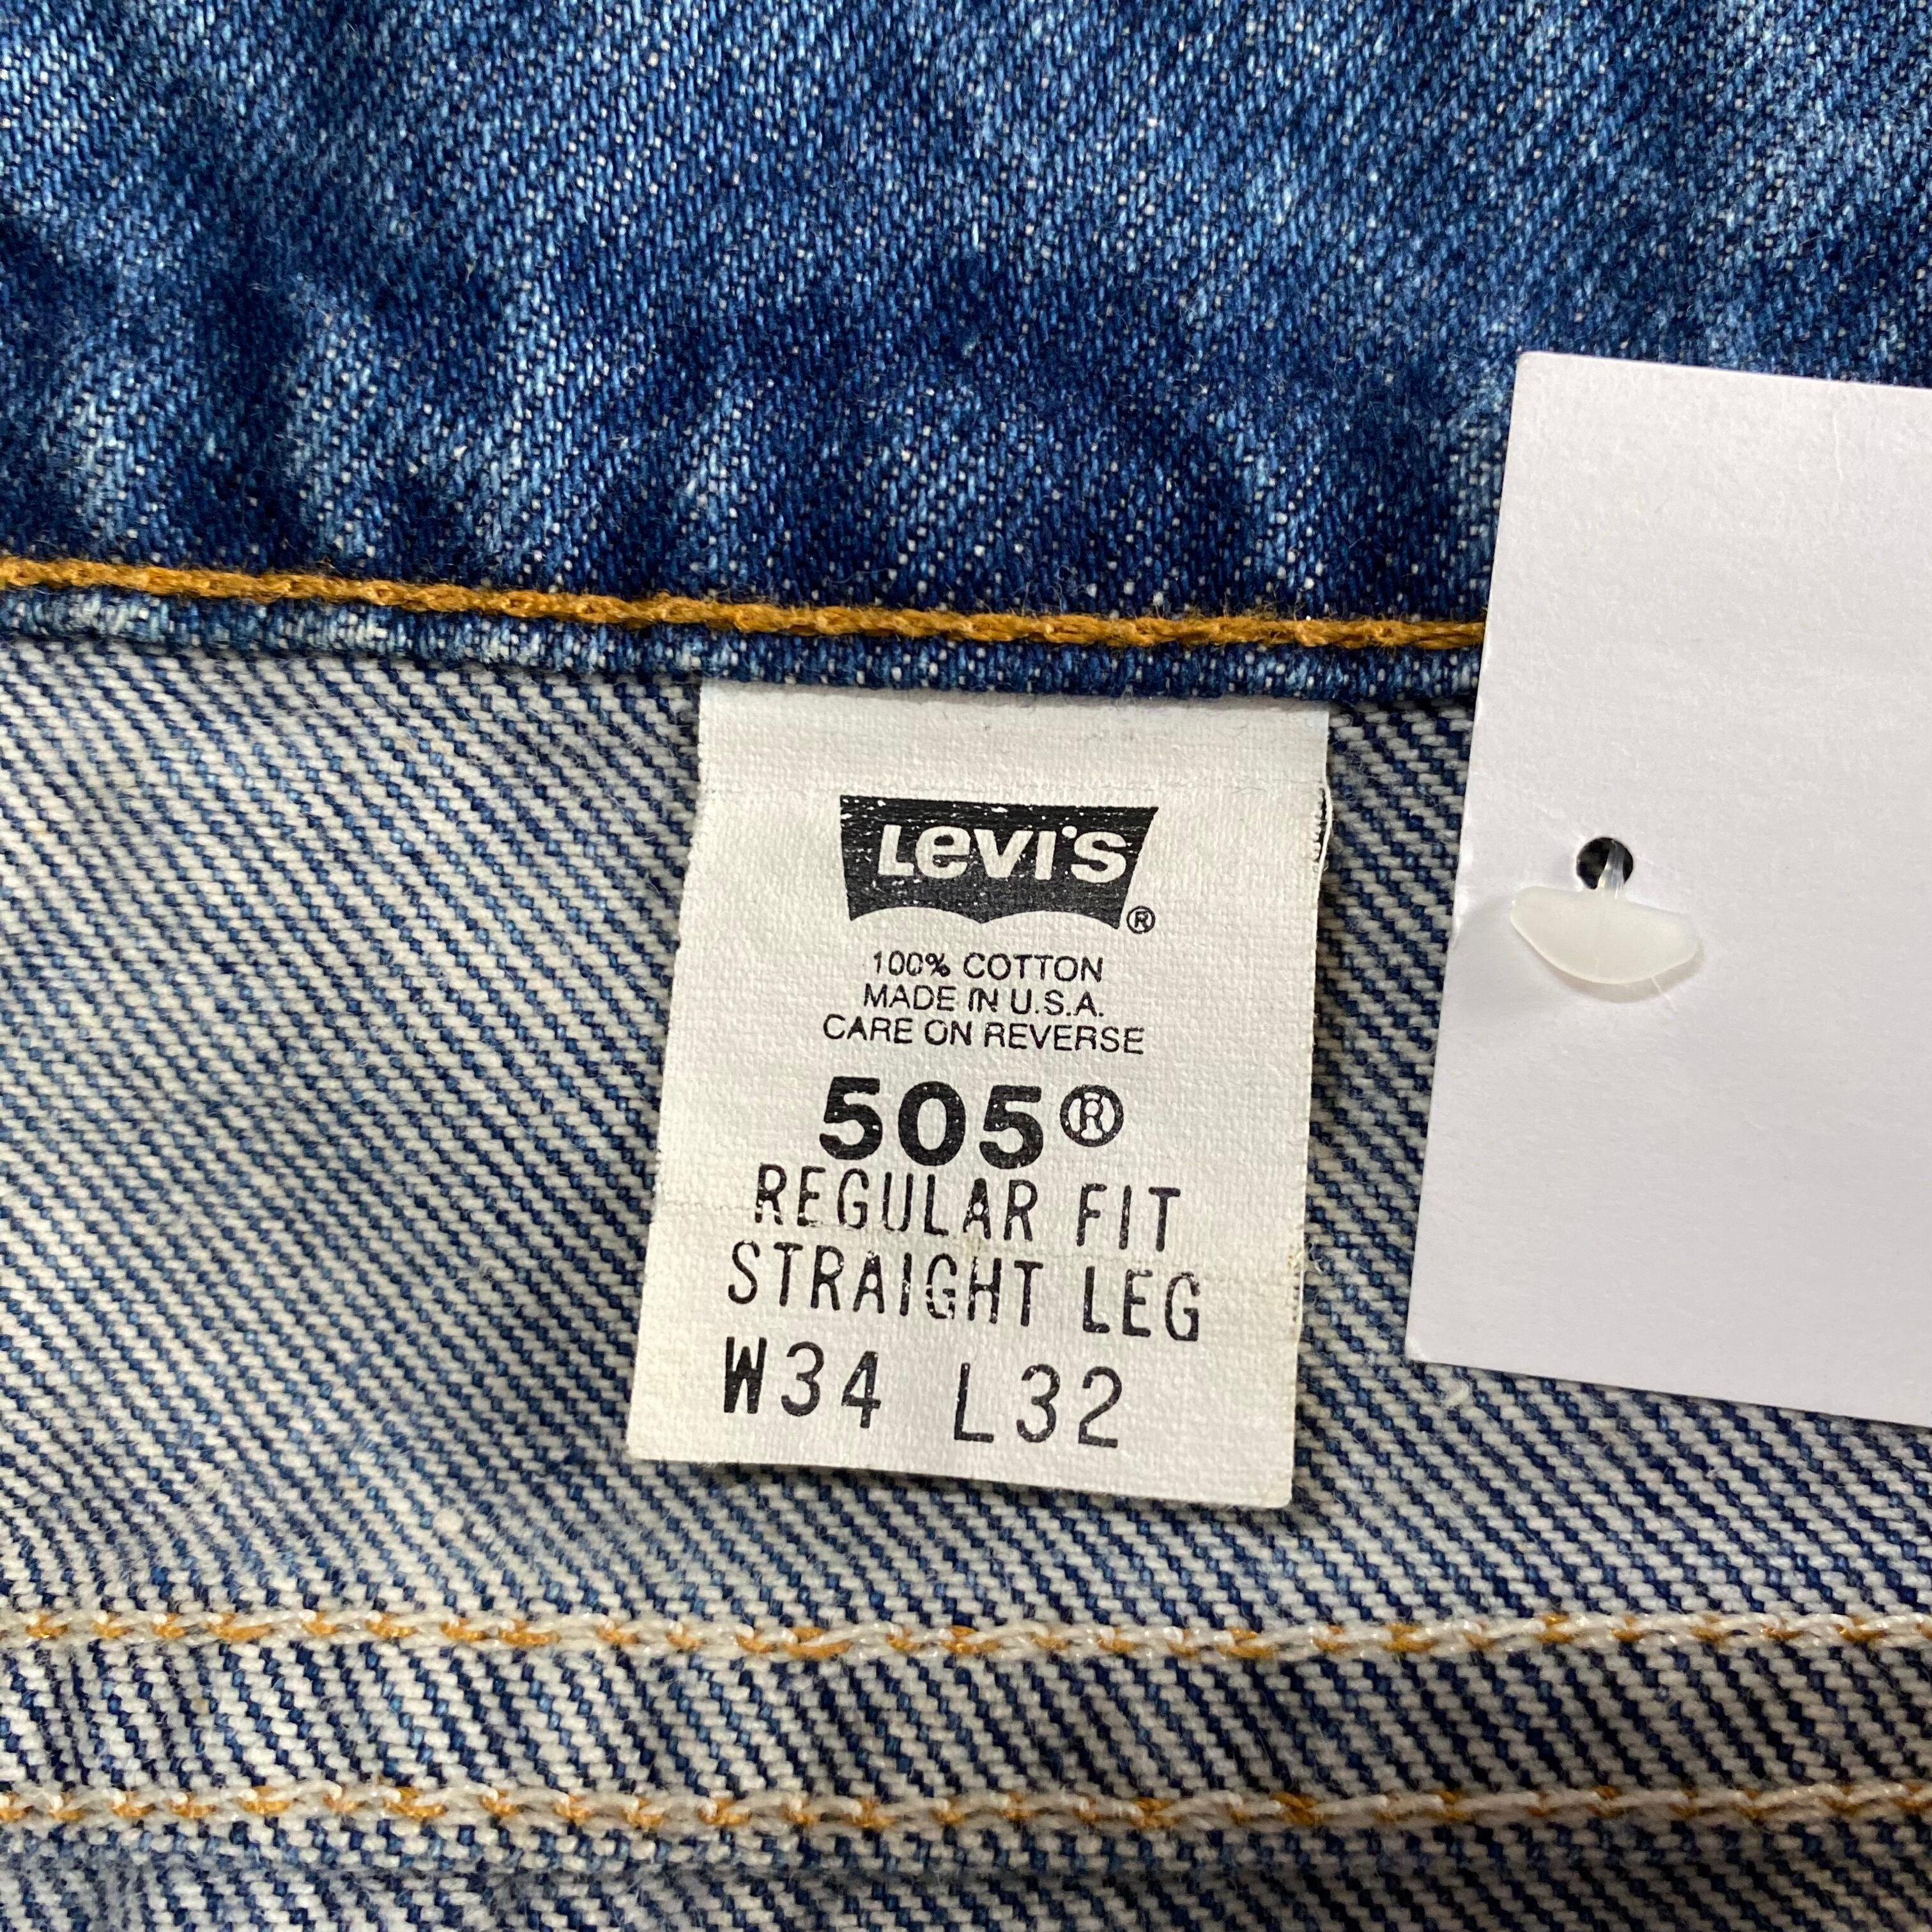 Levi's®
100% COTTON
MADE IN U.S.A.
CARE ON REVERSE
505®
REGULAR FIT
STRAIGHT LEG
W34 L32